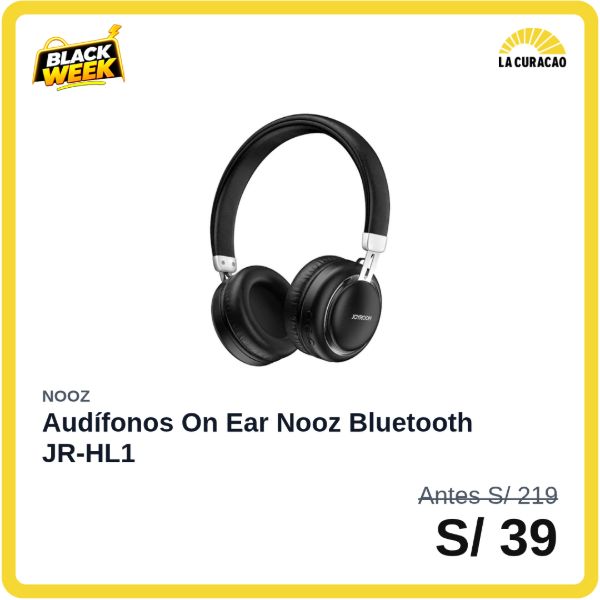 BLACK
WEEK
LA CURACAO
JOYROOM
NOOZ
Audífonos On Ear Nooz Bluetooth
JR-HL1
Antes S/ 219
S/ 39